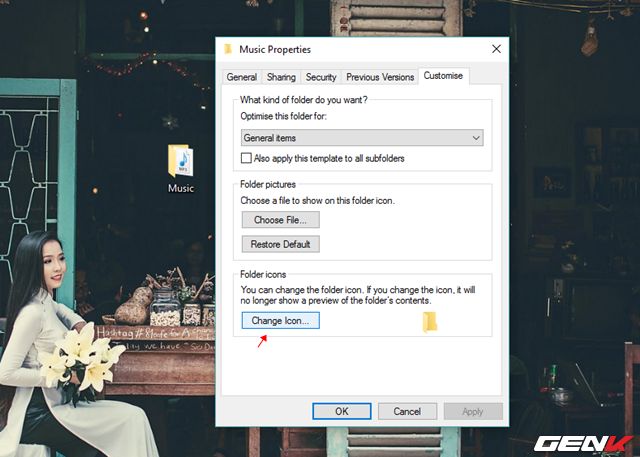 Music Properties
General
Sharing
Security
Previous Versions
Customise
What kind of folder do you want?
Optimise this folder for:
General items
Also apply this template to all subfolders
Music
Folder pictures
Choose a file to show on this folder icon.
Choose File...
Restore Default
Folder icons
You can change the folder icon. If you change the icon, it will
no longer show a preview of the folder's contents.
Change Icon...
Today we have
OK
Cancel
Apply
GENK